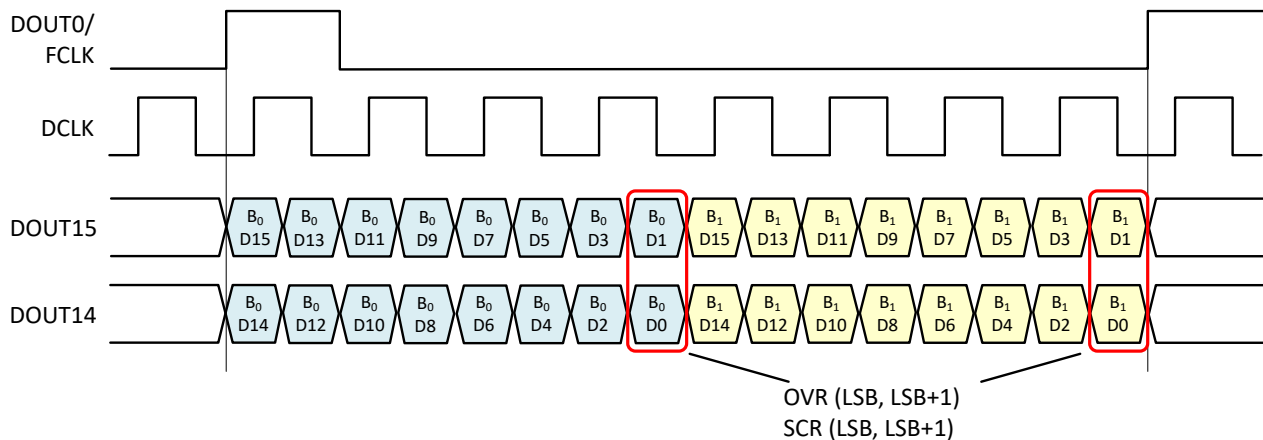 DOUT0/
FCLK
DCLK
DOUT15
B0 B0 B0 B0 B0 B0 B0 B0 B1 B1 B1 B1 B1 B1 B1 B1
D15 D13 D11 D9 D7 D5 D3 D1 D15 D13 D11 D9 D7 D5 D3 D1
DOUT14
B0 B0 B0 B0 B0 B0 B0 B0 B1 B1 B1 B1 B1 B1 B1 B1
D14 D12 D10 D8 D6 D4 D2 D0 D14 D12 D10 D8 D6 D4 D2 D0
OVR (LSB, LSB+1)
SCR (LSB, LSB+1)